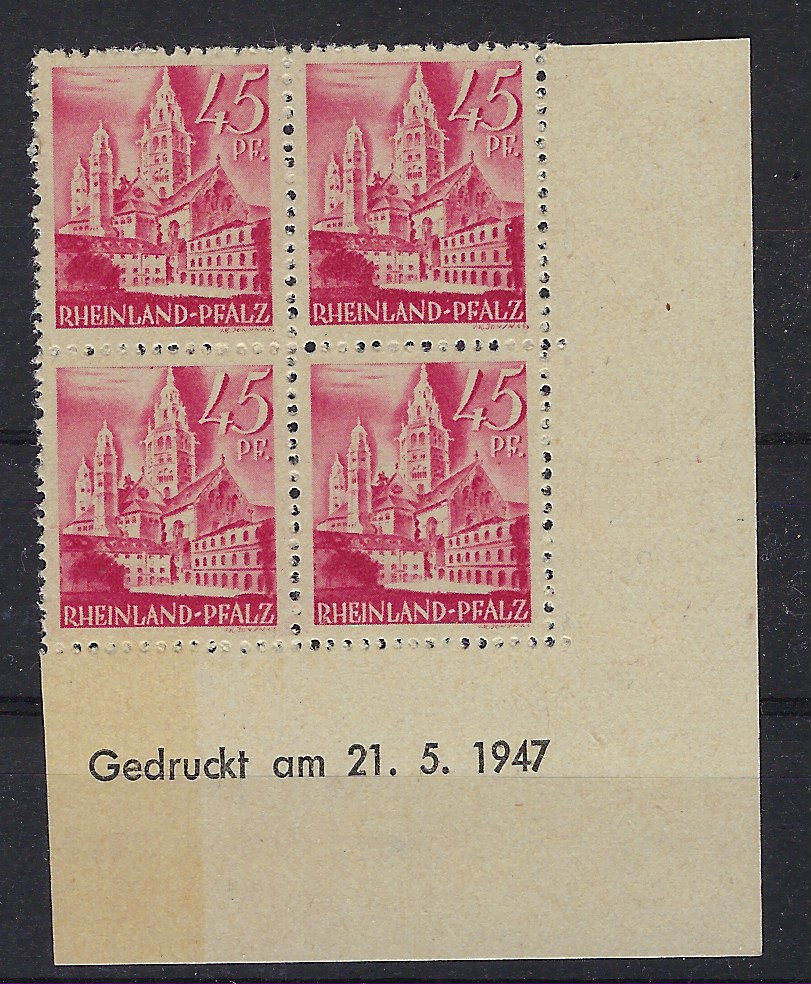 45
PF.
RHEINLAND-PFALZ
45
PF.
RHEINLAND-PFALZ
45
PF.
RHEINLAND-PFALZ
45
PF.
RHEINLAND-PFALZ
Gedruckt am 21. 5. 1947